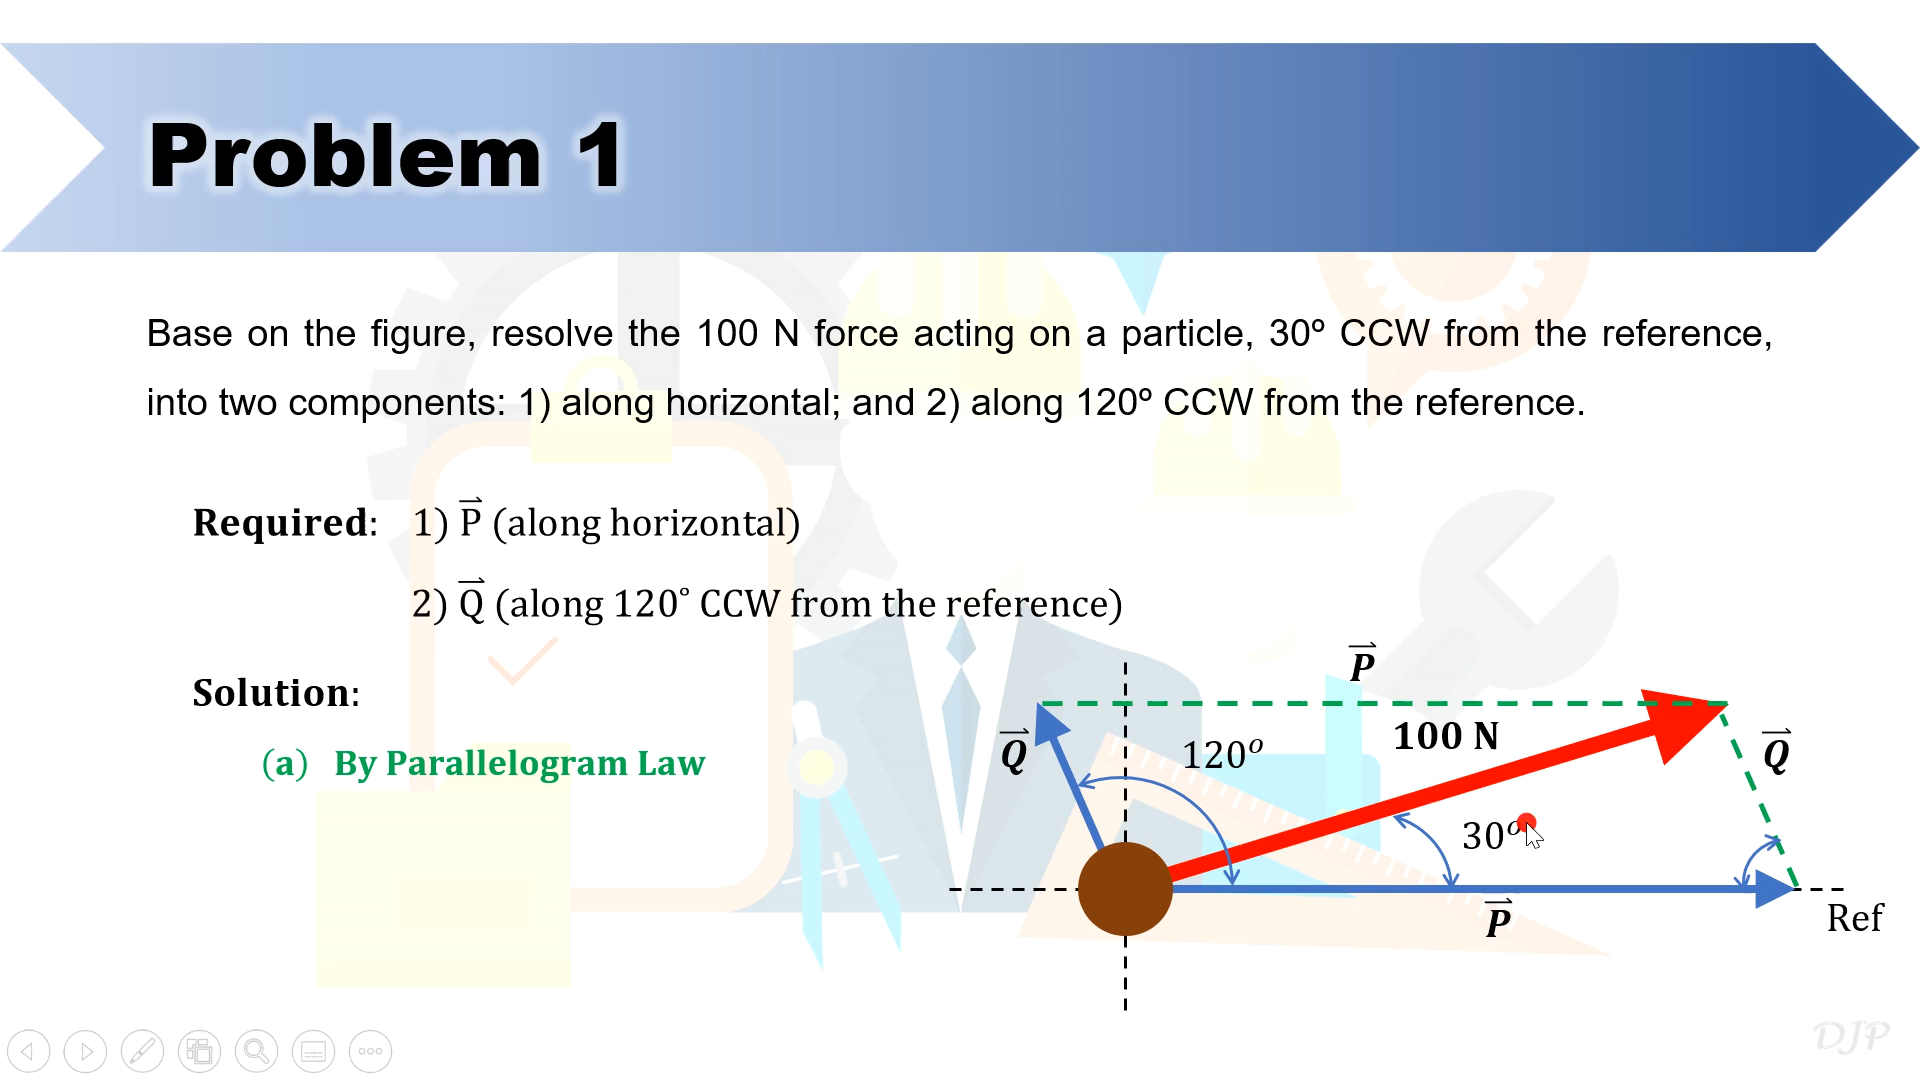 Problem 1
Base on the figure, resolve the 100 N force acting on a particle, 30º CCW from the reference,
into two components: 1) along horizontal; and 2) along 120º CCW from the reference.
Required: 1) P⃗ (along horizontal)
2) Q⃗ (along 120° CCW from the reference)
Solution:
(a) By Parallelogram Law
P⃗
100 N
Q⃗
120º
Q⃗
30º
P⃗
Ref
DJP